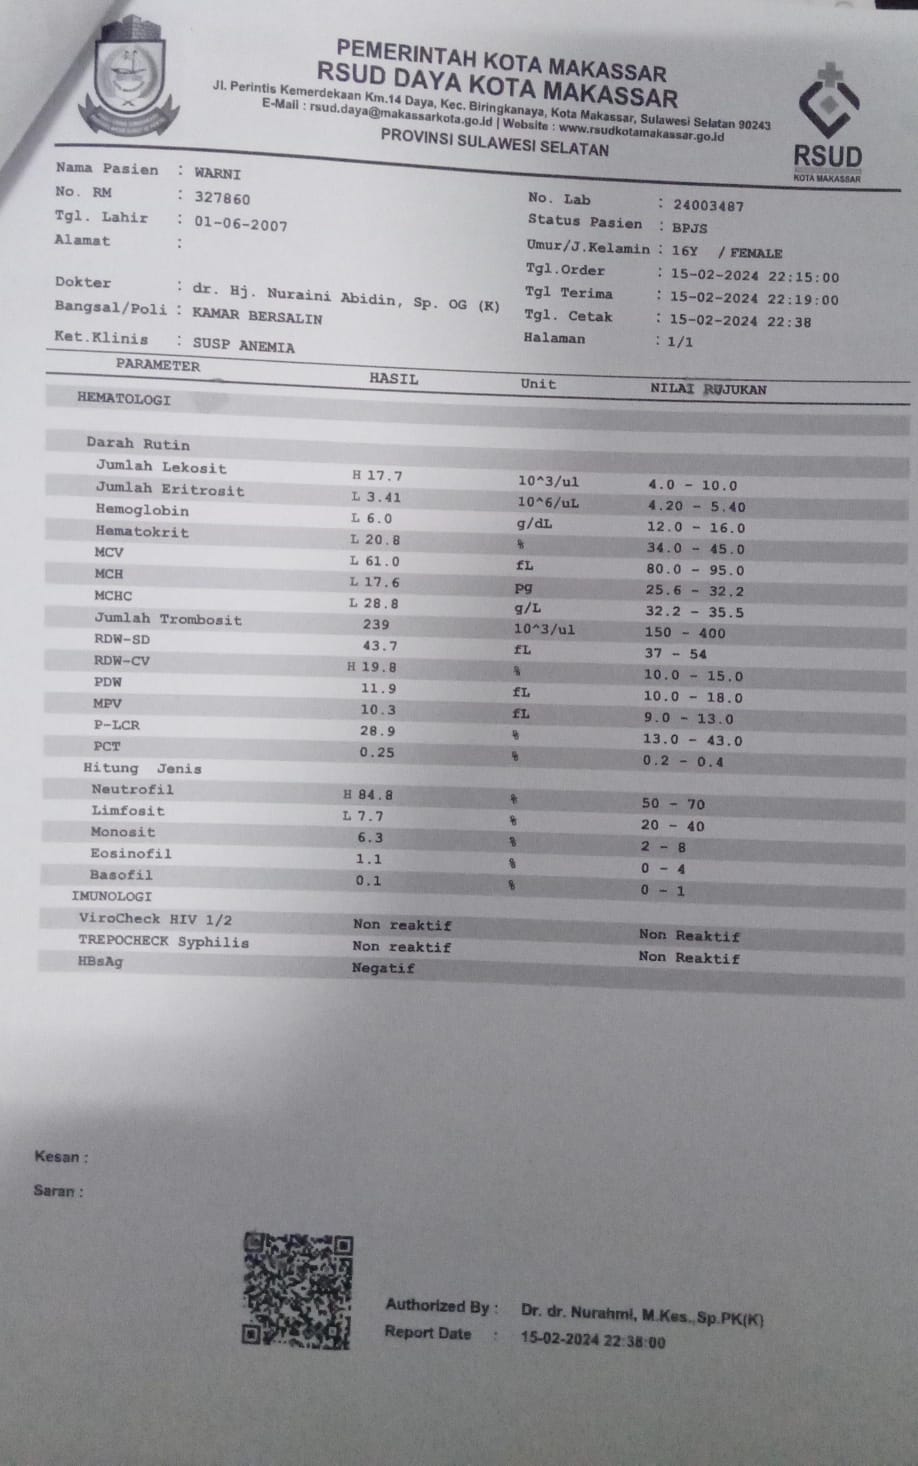 PEMERINTAH KOTA MAKASSAR
RSUD DAYA KOTA MAKASSAR
Jl. Perintis Kemerdekaan Km.14 Daya, Kec. Biringkanaya, Kota Makassar, Sulawesi Selatan 90243
E-Mail : rsud.daya@makassarkota.go.id | Website : www.rsudkotamakassar.go.id
PROVINSI SULAWESI SELATAN
RSUD
KOTA MAKASSAR
Nama Pasien : WARNI
No. RM : 327860
Tgl. Lahir : 01-06-2007
Alamat :
Dokter : dr. Hj. Nuraini Abidin, Sp. OG (K)
Bangsal/Poli : KAMAR BERSALIN
Ket.Klinis : SUSP ANEMIA
No. Lab : 24003487
Status Pasien : BPJS
Umur/J.Kelamin : 16Y / FEMALE
Tgl.Order : 15-02-2024 22:15:00
Tgl Terima : 15-02-2024 22:19:00
Tgl. Cetak : 15-02-2024 22:38
Halaman : 1/1
PARAMETER HASIL Unit NILAI RUJUKAN
HEMATOLOGI
Darah Rutin
Jumlah Lekosit H 17.7 10^3/ul 4.0 - 10.0
Jumlah Eritrosit L 3.41 10^6/uL 4.20 - 5.40
Hemoglobin L 6.0 g/dL 12.0 - 16.0
Hematokrit L 20.8 % 34.0 - 45.0
MCV L 61.0 fL 80.0 - 95.0
MCH L 17.6 pg 25.6 - 32.2
MCHC L 28.8 g/L 32.2 - 35.5
Jumlah Trombosit 239 10^3/ul 150 - 400
RDW-SD 43.7 fL 37 - 54
RDW-CV H 19.8 % 10.0 - 15.0
PDW 11.9 fL 10.0 - 18.0
MPV 10.3 fL 9.0 - 13.0
P-LCR 28.9 % 13.0 - 43.0
PCT 0.25 % 0.2 - 0.4
Hitung Jenis
Neutrofil H 84.8 % 50 - 70
Limfosit L 7.7 % 20 - 40
Monosit 6.3 % 2 - 8
Eosinofil 1.1 % 0 - 4
Basofil 0.1 % 0 - 1
IMUNOLOGI
ViroCheck HIV 1/2 Non reaktif Non Reaktif
TREPOCHECK Syphilis Non reaktif Non Reaktif
HBsAg Negatif
Kesan :
Saran :
Authorized By : Dr. dr. Nurahmi, M.Kes.,Sp.PK(K)
Report Date : 15-02-2024 22:38:00